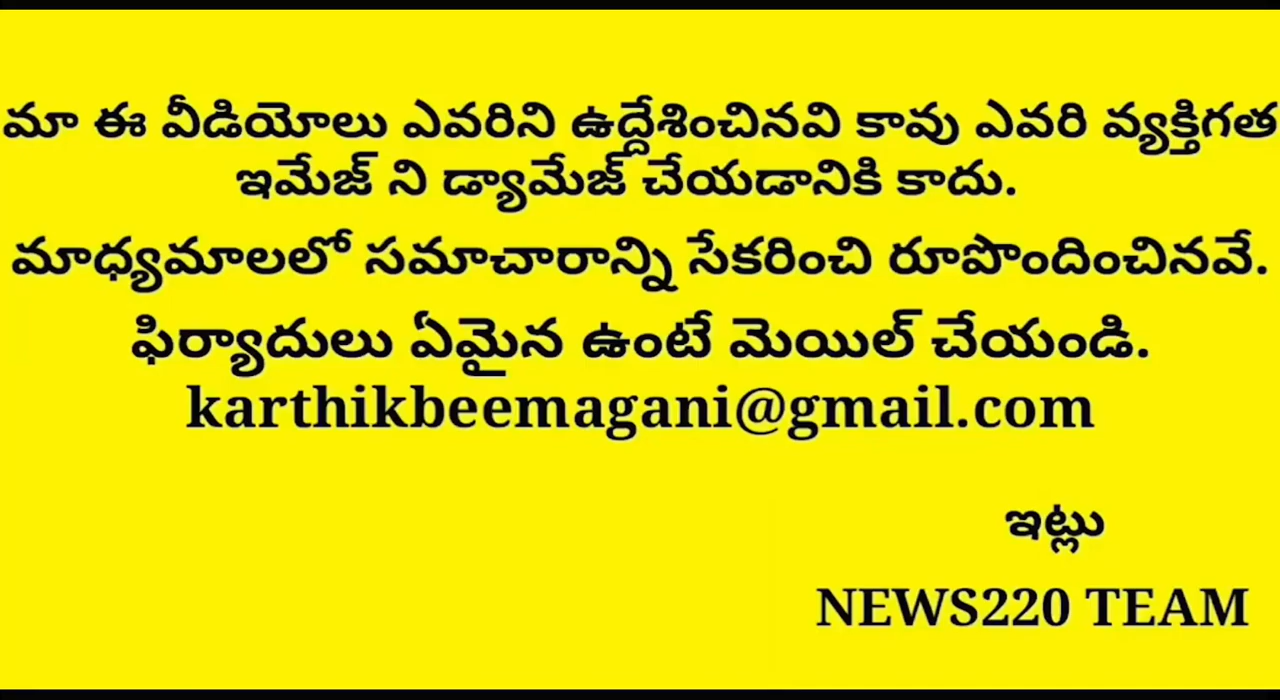 మా ఈ వీడియోలు ఎవరిని ఉద్దేశించినవి కావు ఎవరి వ్యక్తిగత
ఇమేజ్ ని డ్యామేజ్ చేయడానికి కాదు.
మాధ్యమాలలో సమాచారాన్ని సేకరించి రూపొందించినవే.
ఫిర్యాదులు ఏమైన ఉంటే మెయిల్ చేయండి.
karthikbeemagani@gmail.com
ఇట్లు
NEWS220 TEAM